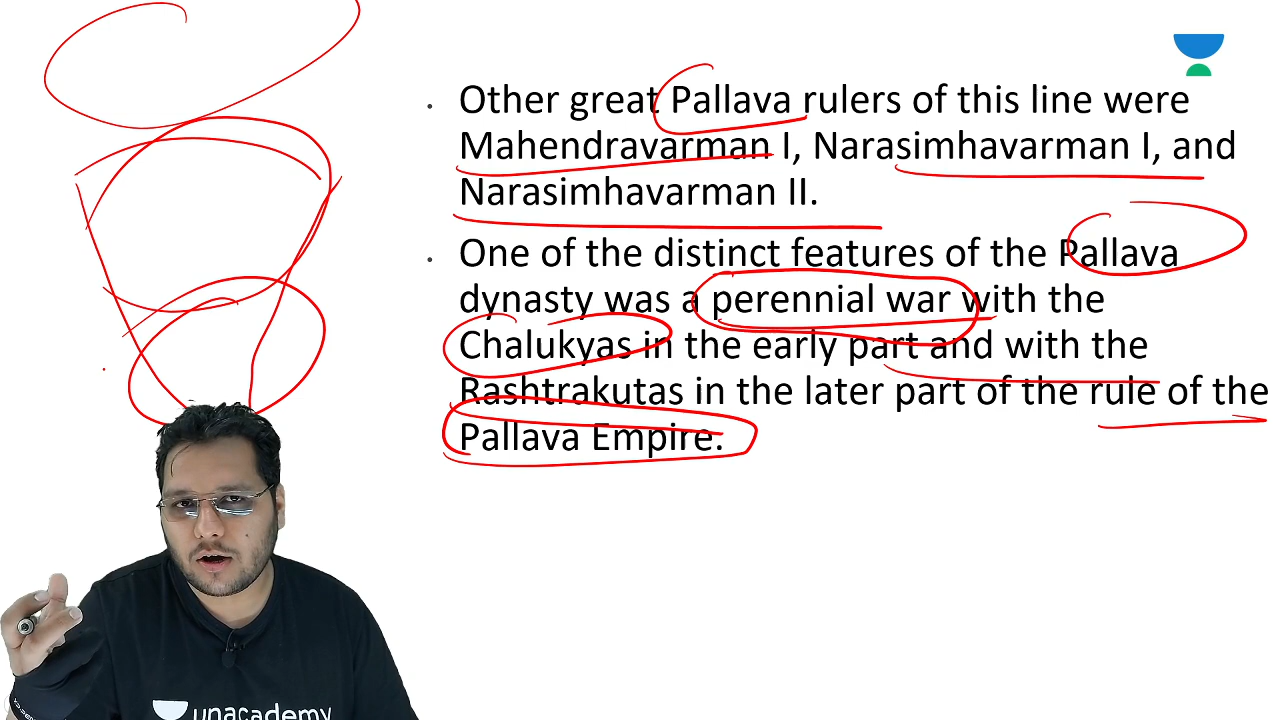 • Other great Pallava rulers of this line were
Mahendravarman I, Narasimhavarman I, and
Narasimhavarman II.
• One of the distinct features of the Pallava
dynasty was a perennial war with the
Chalukyas in the early part and with the
Rashtrakutas in the later part of the rule of the
Pallava Empire.
unacademy